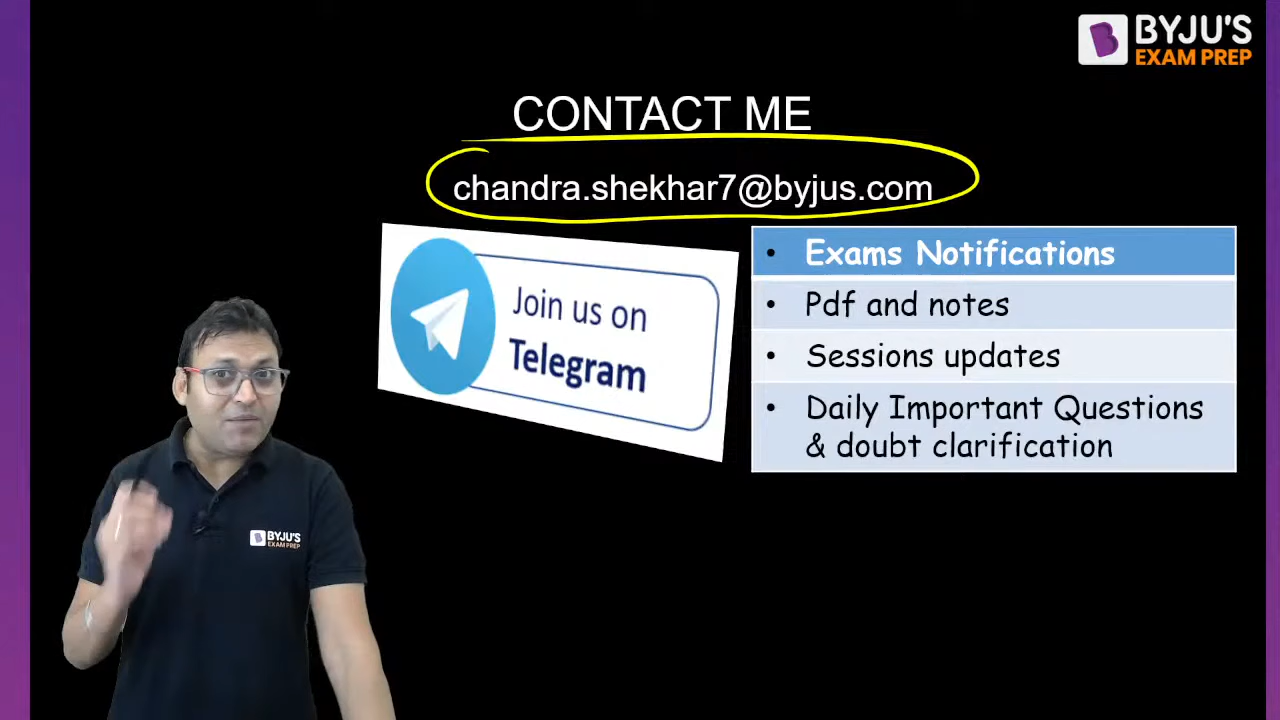 BYJU'S
EXAM PREP
CONTACT ME
chandra.shekhar7@byjus.com
Join us on
Telegram
• Exams Notifications
• Pdf and notes
• Sessions updates
• Daily Important Questions
& doubt clarification
BYJU'S
EXAM PREP